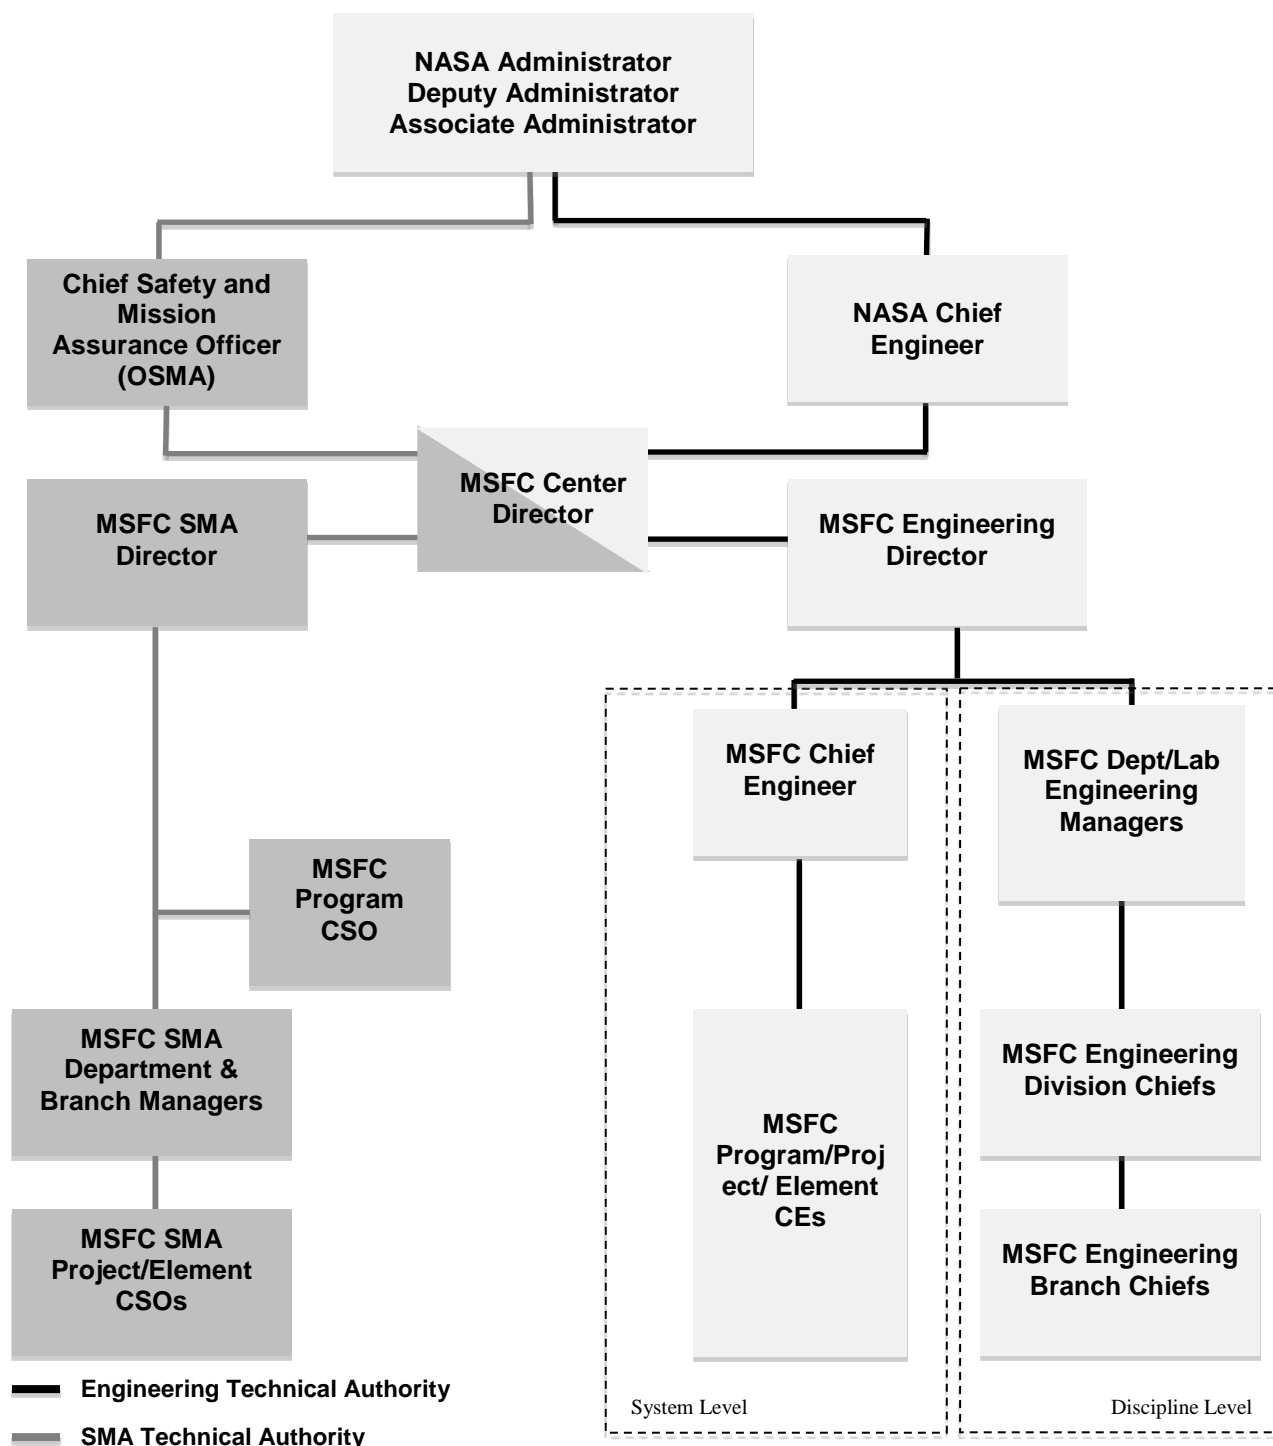 NASA Administrator
Deputy Administrator
Associate Administrator
Chief Safety and
Mission
Assurance Officer
(OSMA)
NASA Chief
Engineer
MSFC Center
Director
MSFC SMA
Director
MSFC Engineering
Director
MSFC Chief
Engineer
MSFC Dept/Lab
Engineering
Managers
MSFC
Program
CSO
MSFC SMA
Department &
Branch Managers
MSFC
Program/Proj
ect/ Element
CEs
MSFC Engineering
Division Chiefs
MSFC SMA
Project/Element
CSOs
MSFC Engineering
Branch Chiefs
Engineering Technical Authority
SMA Technical Authority
System Level
Discipline Level